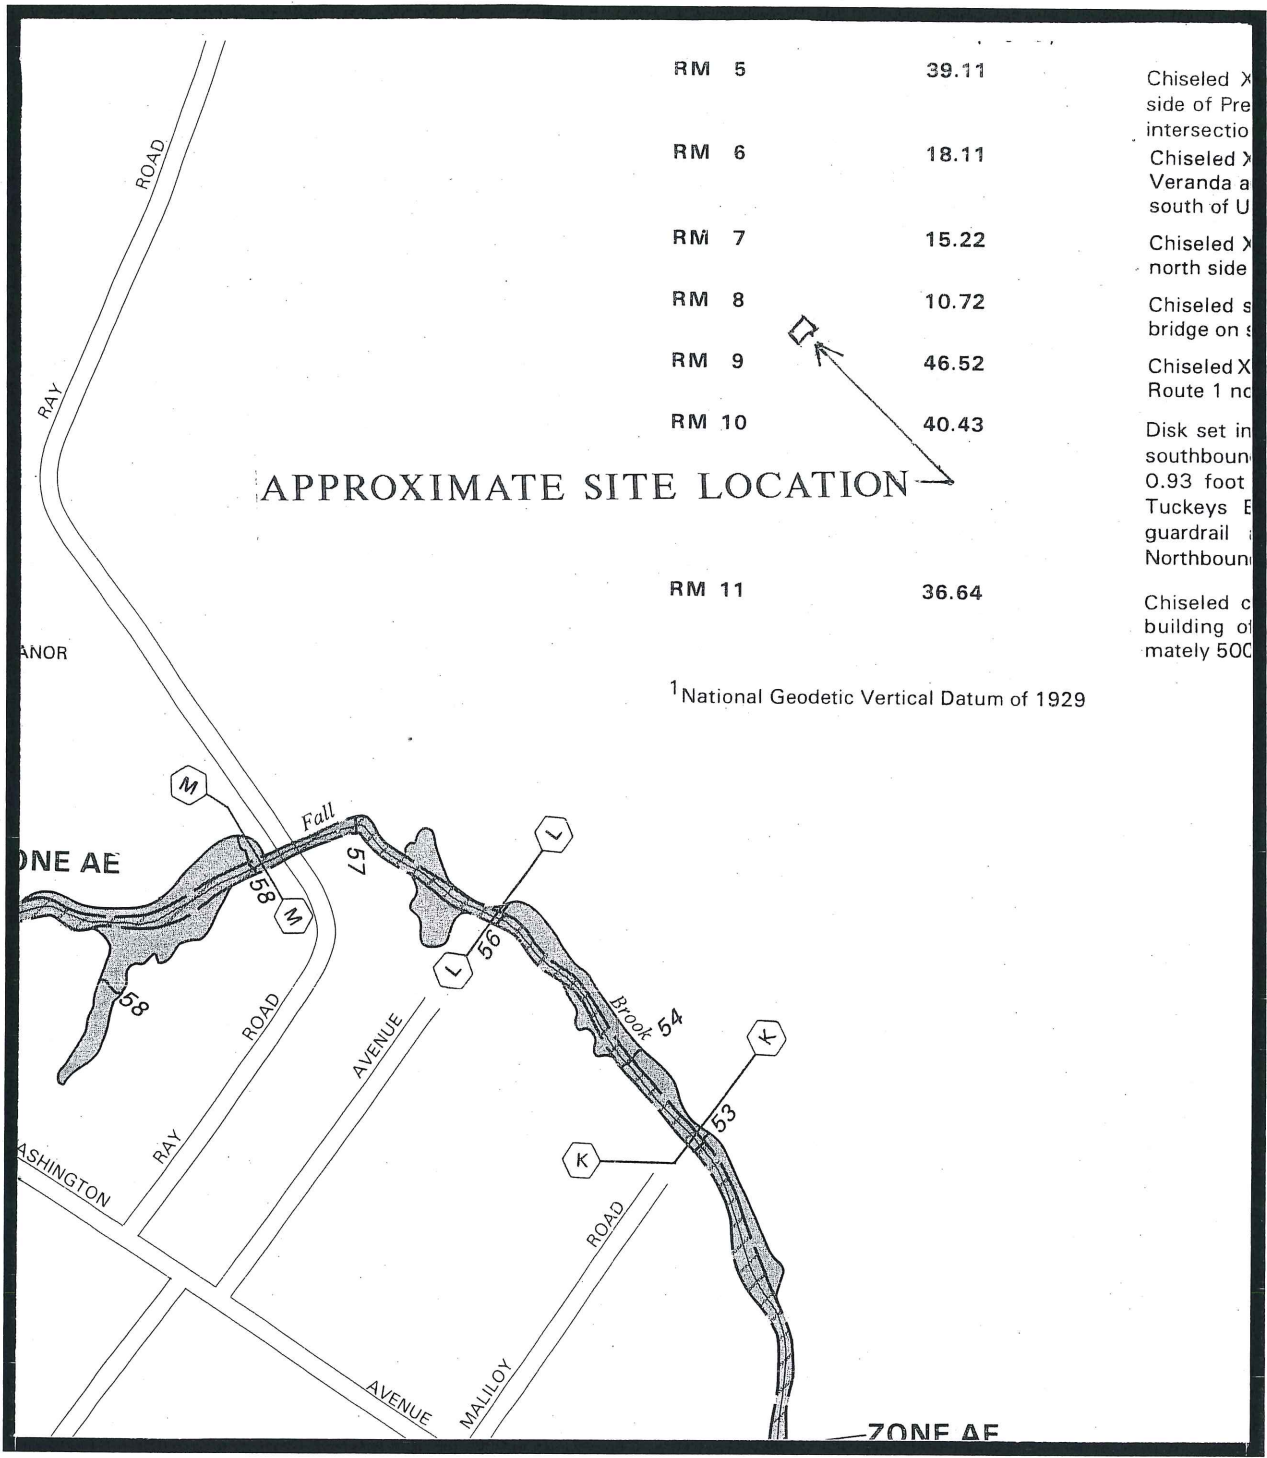 RM 5 39.11
Chiseled X
side of Pre
intersectio
RM 6 18.11
Chiseled X
Veranda a
south of U
RM 7 15.22
Chiseled X
north side
RM 8 10.72
Chiseled s
bridge on s
RM 9 46.52
Chiseled X
Route 1 no
RM 10 40.43
Disk set in
southboun
0.93 foot
Tuckeys B
guardrail
Northboun
APPROXIMATE SITE LOCATION
RM 11 36.64
Chiseled c
building of
mately 500
1 National Geodetic Vertical Datum of 1929
ROAD
RAY
ANOR
M
Fall
L
ONE AE
57
58
M
56
L
58
Brook
54
ROAD
AVENUE
K
53
K
RAY
ASHINGTON
ROAD
AVENUE
MALILOY
ZONE AE